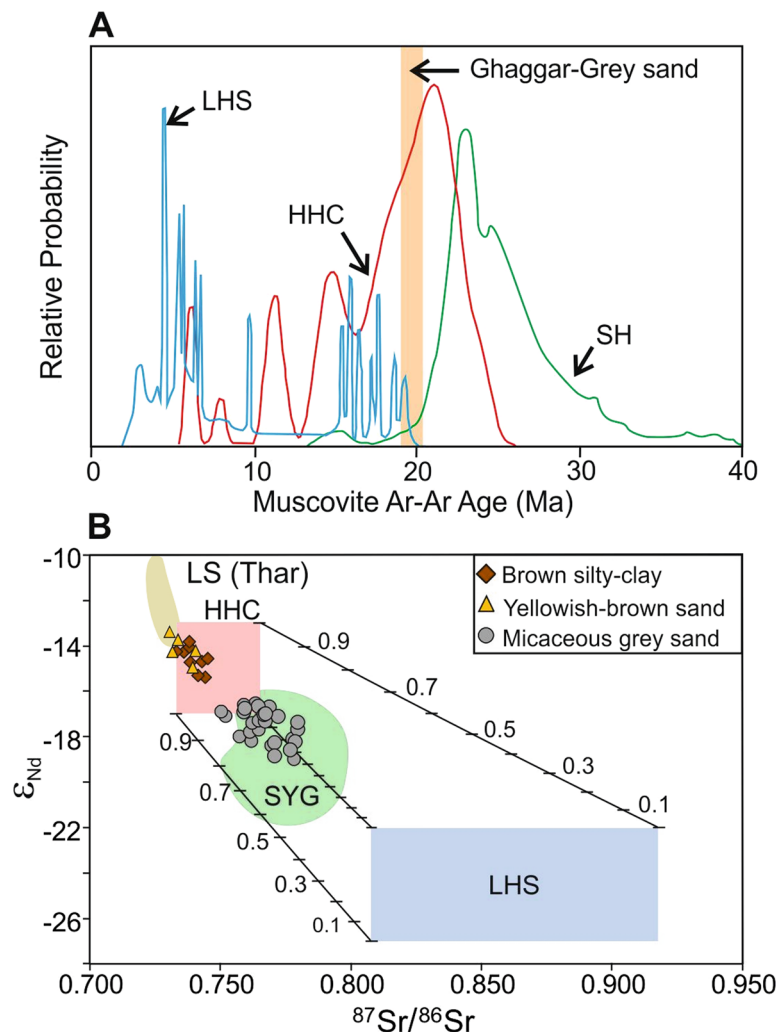 A
Ghaggar-Grey sand
LHS
HHC
SH
Relative Probability
0 10 20 30 40
Muscovite Ar-Ar Age (Ma)
B
-10
-14
-18
-22
-26
εNd
LS (Thar)
HHC
Brown silty-clay
Yellowish-brown sand
Micaceous grey sand
0.9
0.7
0.5
0.3
0.1
0.9
0.7
0.5
0.3
0.1
SYG
LHS
0.700 0.750 0.800 0.850 0.900 0.950
⁸⁷Sr/⁸⁶Sr